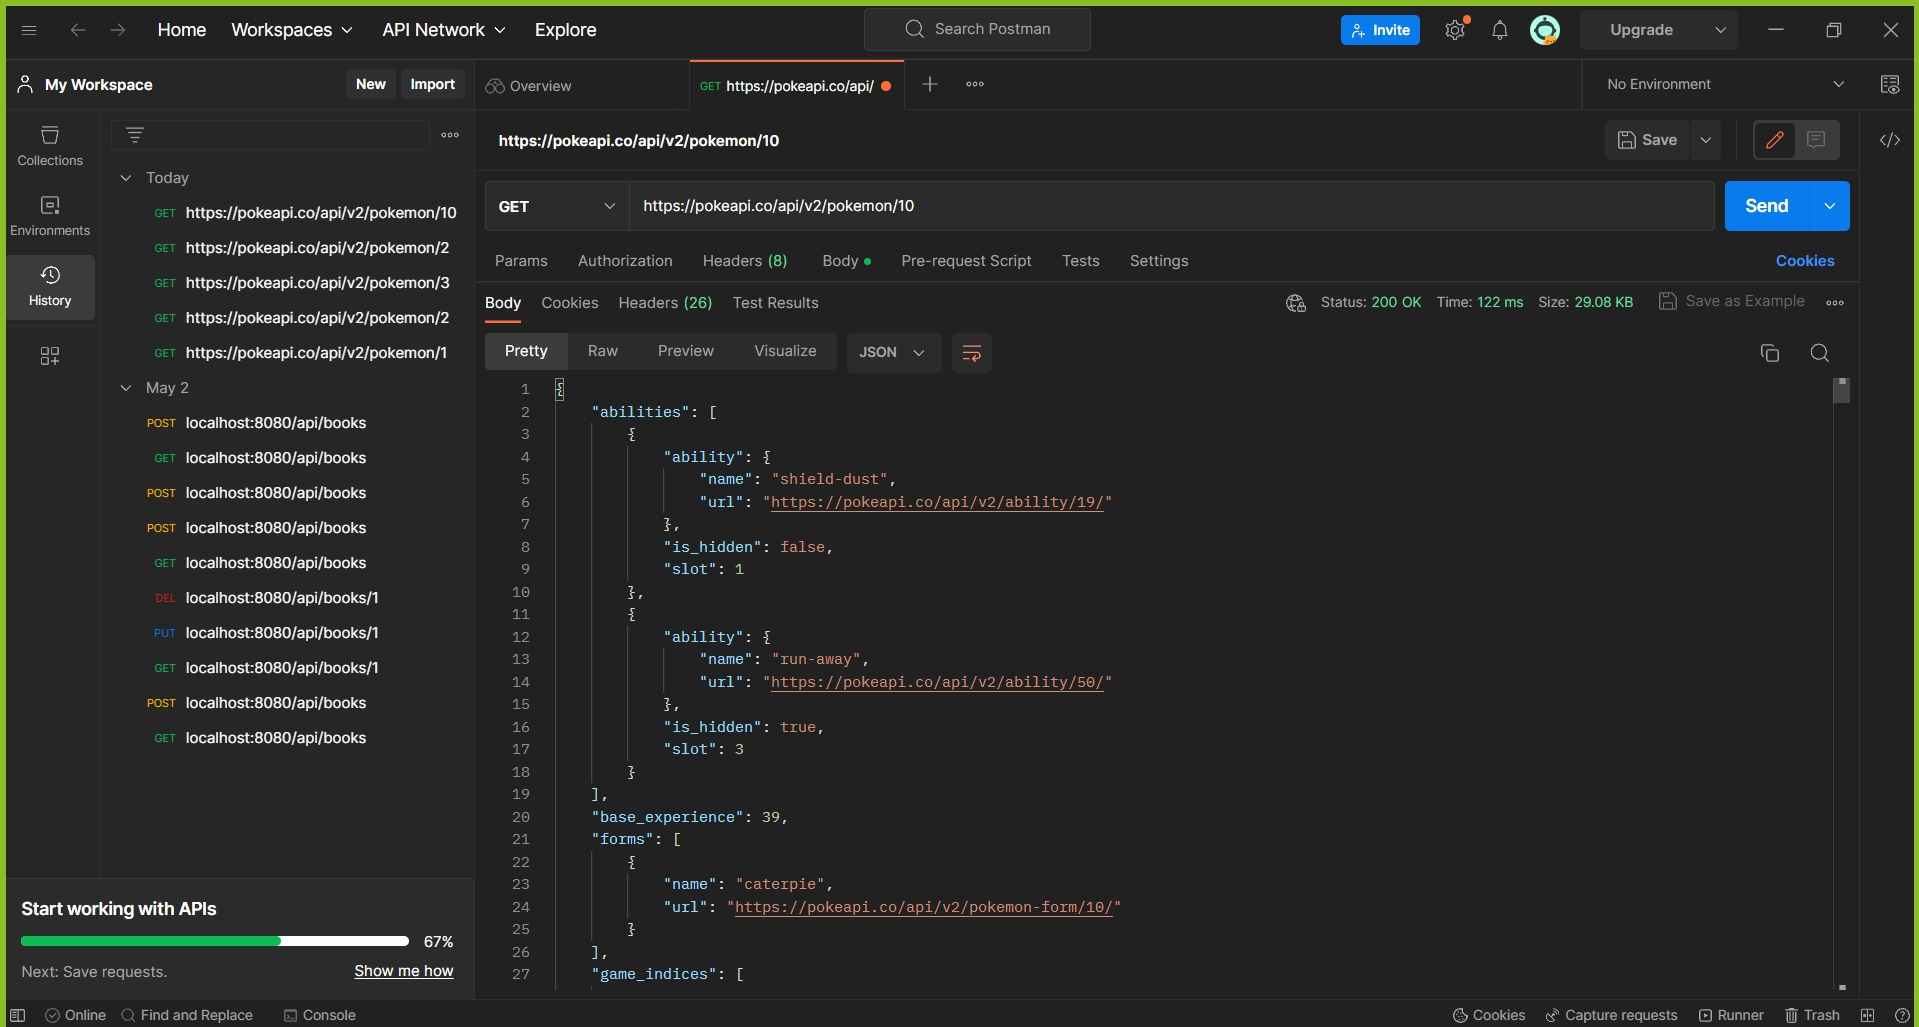 Home Workspaces API Network Explore Search Postman Invite Upgrade
My Workspace New Import Overview GET https://pokeapi.co/api/ No Environment
Collections
Environments
History
Today
GET https://pokeapi.co/api/v2/pokemon/10
GET https://pokeapi.co/api/v2/pokemon/2
GET https://pokeapi.co/api/v2/pokemon/3
GET https://pokeapi.co/api/v2/pokemon/2
GET https://pokeapi.co/api/v2/pokemon/1
May 2
POST localhost:8080/api/books
GET localhost:8080/api/books
POST localhost:8080/api/books
POST localhost:8080/api/books
GET localhost:8080/api/books
DEL localhost:8080/api/books/1
PUT localhost:8080/api/books/1
GET localhost:8080/api/books/1
POST localhost:8080/api/books
GET localhost:8080/api/books
Start working with APIs
67%
Next: Save requests. Show me how
https://pokeapi.co/api/v2/pokemon/10 Save
GET https://pokeapi.co/api/v2/pokemon/10 Send
Params Authorization Headers (8) Body Pre-request Script Tests Settings Cookies
Body Cookies Headers (26) Test Results Status: 200 OK Time: 122 ms Size: 29.08 KB Save as Example
Pretty Raw Preview Visualize JSON
1 {
2 "abilities": [
3 {
4 "ability": {
5 "name": "shield-dust",
6 "url": "https://pokeapi.co/api/v2/ability/19/"
7 },
8 "is_hidden": false,
9 "slot": 1
10 },
11 {
12 "ability": {
13 "name": "run-away",
14 "url": "https://pokeapi.co/api/v2/ability/50/"
15 },
16 "is_hidden": true,
17 "slot": 3
18 }
19 ],
20 "base_experience": 39,
21 "forms": [
22 {
23 "name": "caterpie",
24 "url": "https://pokeapi.co/api/v2/pokemon-form/10/"
25 }
26 ],
27 "game_indices": [
Online Find and Replace Console Cookies Capture requests Runner Trash